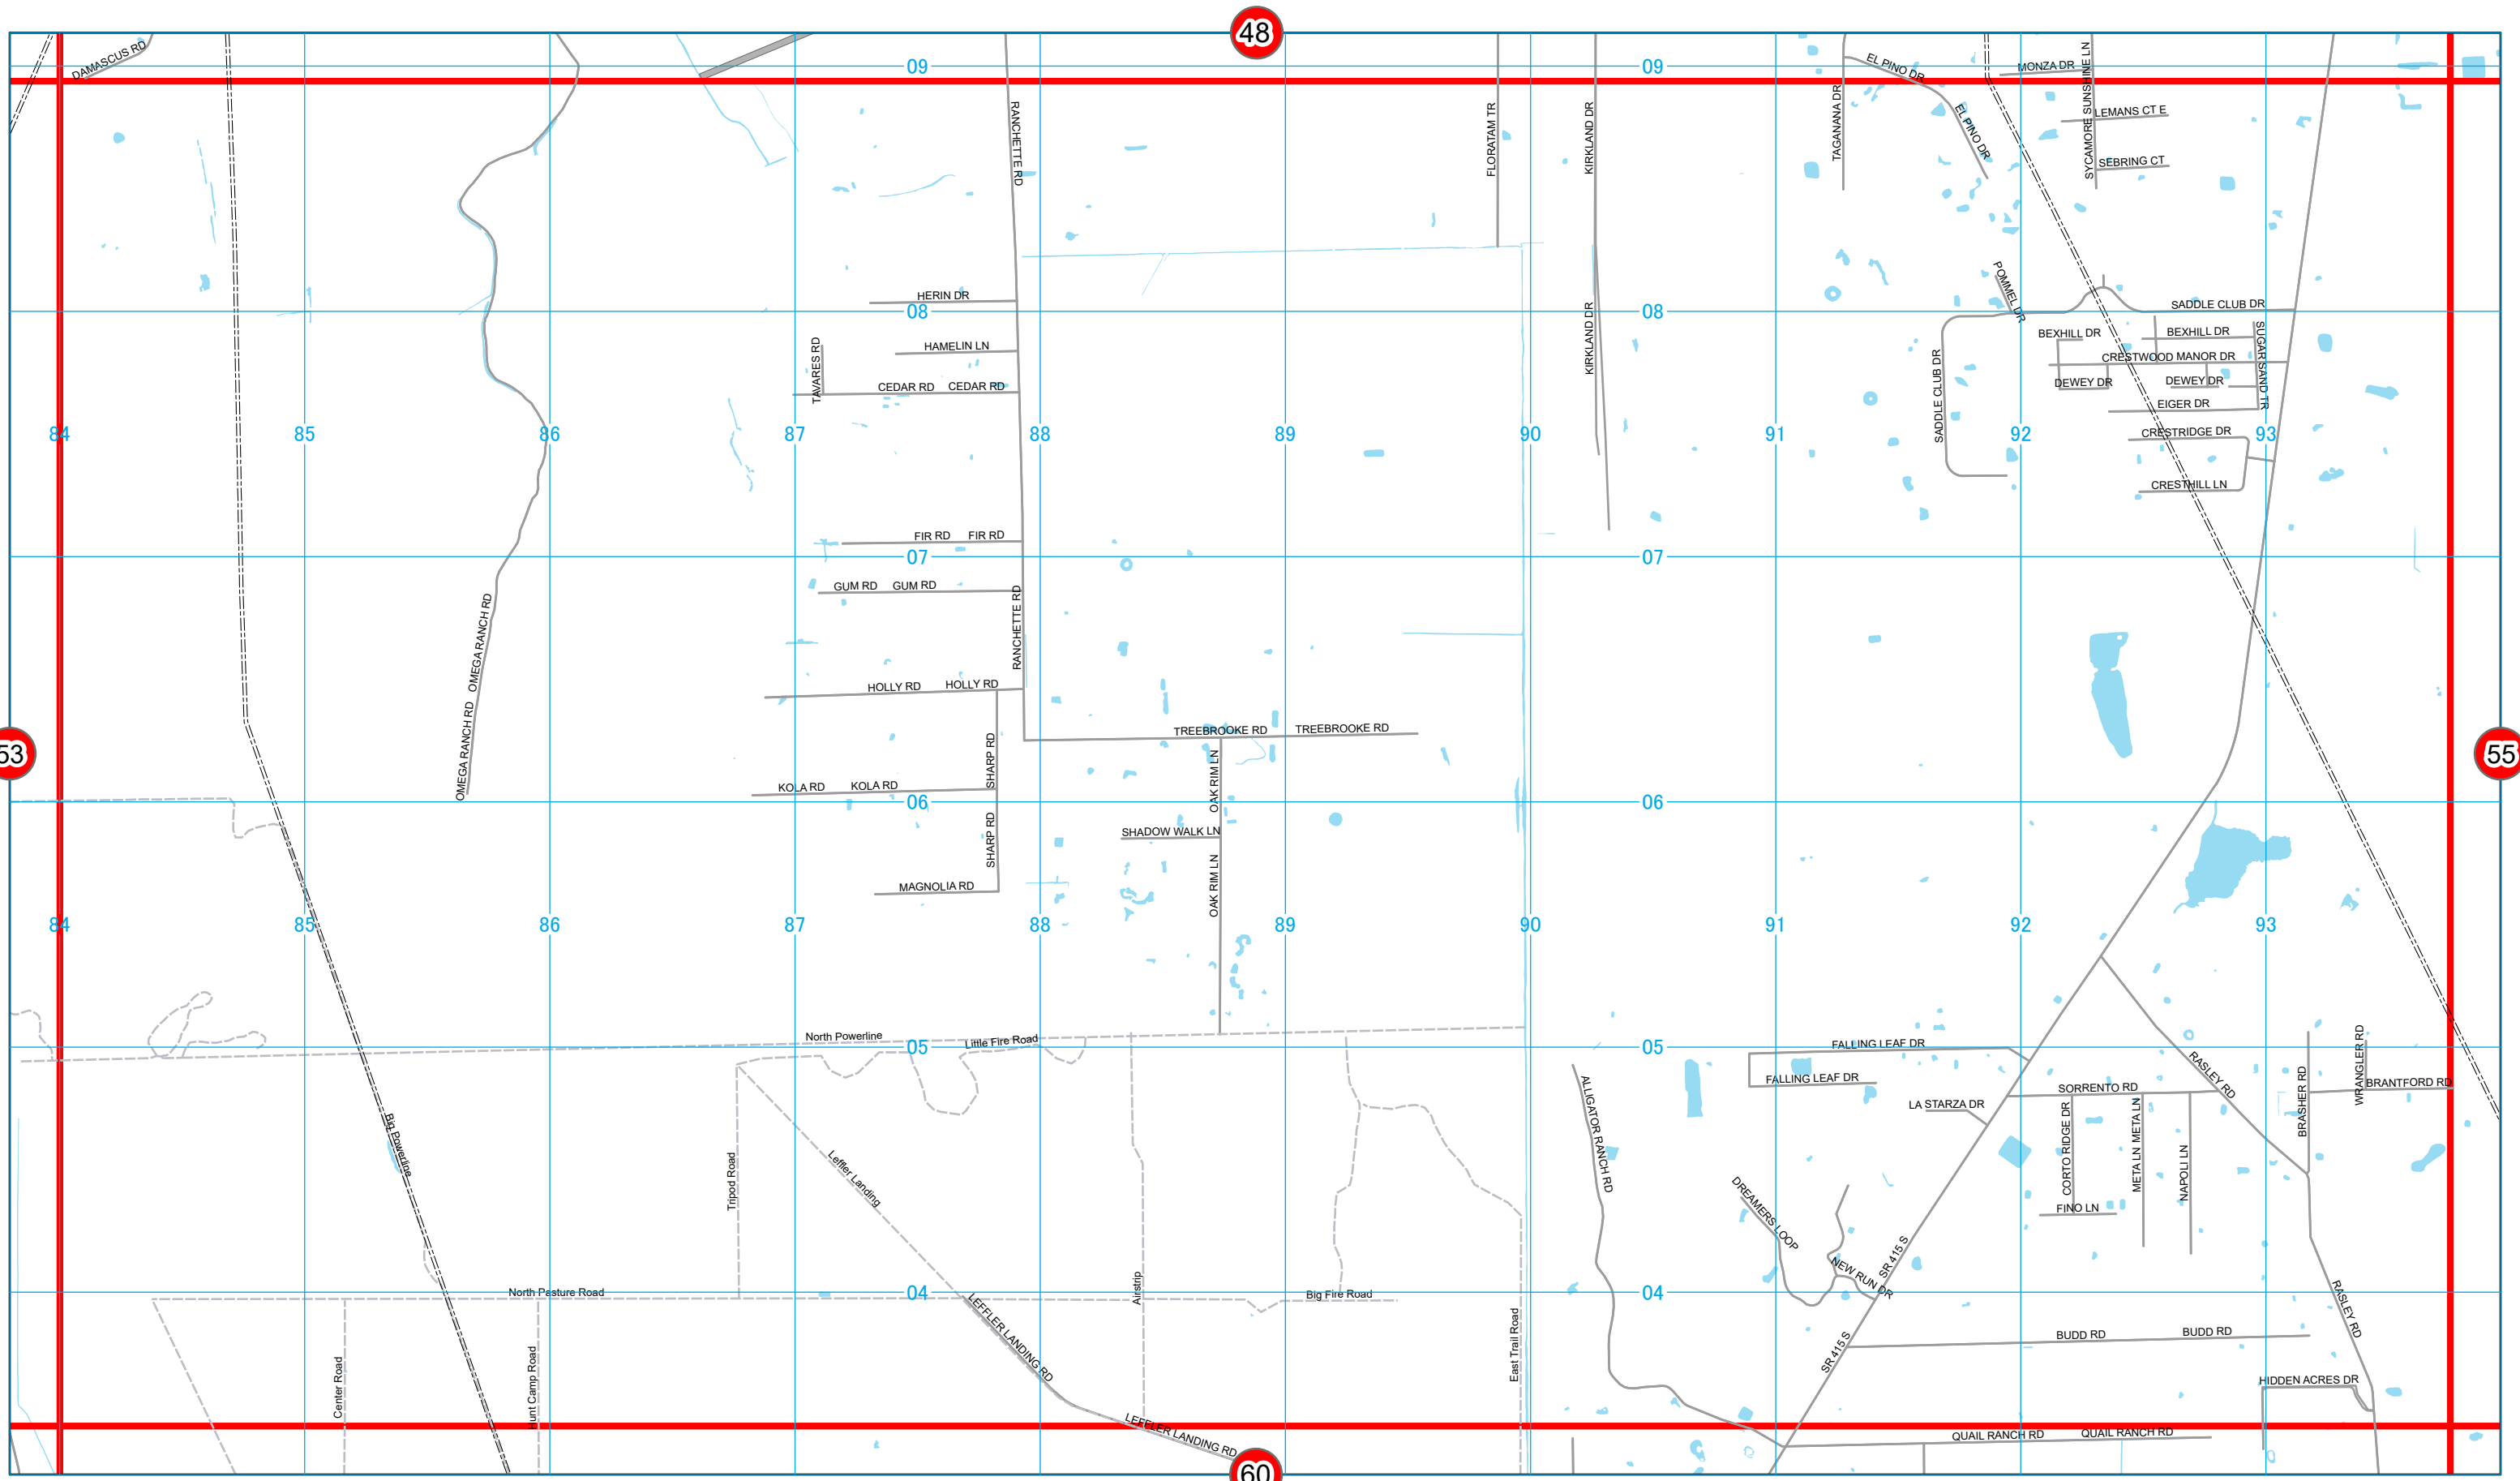 48
DAMASCUS RD
09
09
EL PINO DR
MONZA DR
SYCAMORE SUNSHINE LN
RANCHETTE RD
FLORATAM TR
KIRKLAND DR
TAGANANA DR
EL PINO DR
LEMANS CT E
SEBRING CT
POMMEL DR
HERIN DR
08
08
SADDLE CLUB DR
KIRKLAND DR
BEXHILL DR
BEXHILL DR
SUGAR SAND TR
TAVARES RD
HAMELIN LN
SADDLE CLUB DR
CRESTWOOD MANOR DR
CEDAR RD
CEDAR RD
DEWEY DR
DEWEY DR
EIGER DR
84
85
86
87
88
89
90
91
92
93
CRESTRIDGE DR
CRESTHILL LN
FIR RD
FIR RD
07
07
GUM RD
GUM RD
RANCHETTE RD
OMEGA RANCH RD
HOLLY RD
HOLLY RD
TREEBROOKE RD
TREEBROOKE RD
OMEGA RANCH RD
SHARP RD
OAK RIM LN
53
55
KOLA RD
KOLA RD
06
06
SHARP RD
SHADOW WALK LN
OAK RIM LN
MAGNOLIA RD
84
85
86
87
88
89
90
91
92
93
North Powerline
Little Fire Road
05
05
FALLING LEAF DR
RASLEY RD
WRANGLER RD
FALLING LEAF DR
SORRENTO RD
BRASHER RD
BRANTFORD RD
ALLIGATOR RANCH RD
LA STARZA DR
CORTO RIDGE DR
META LN
META LN
NAPOLI LN
Big Powerline
Tripod Road
Leffler Landing
DREAMERS LOOP
FINO LN
SR 415 S
NEW RUN DR
North Pasture Road
04
Airstrip
Big Fire Road
04
LEFFLER LANDING RD
East Trail Road
RASLEY RD
Center Road
Hunt Camp Road
SR 415 S
BUDD RD
BUDD RD
HIDDEN ACRES DR
LEFFLER LANDING RD
QUAIL RANCH RD
QUAIL RANCH RD
OMEGA RANCH RD
60